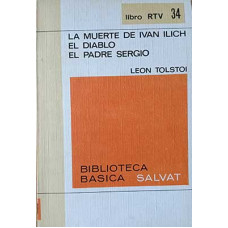 libro RTV 34
LA MUERTE DE IVAN ILICH
EL DIABLO
EL PADRE SERGIO
LEON TOLSTOI
BIBLIOTECA
BASICA SALVAT